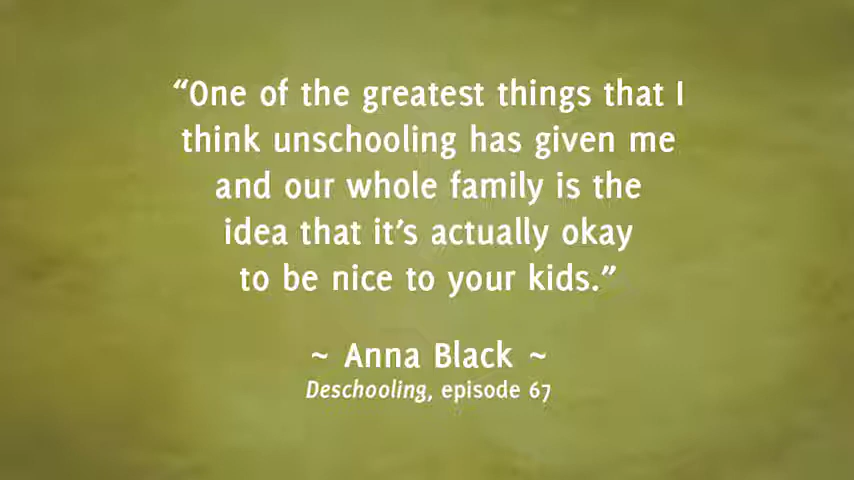 “One of the greatest things that I
think unschooling has given me
and our whole family is the
idea that it’s actually okay
to be nice to your kids.”
~ Anna Black ~
Deschooling, episode 67